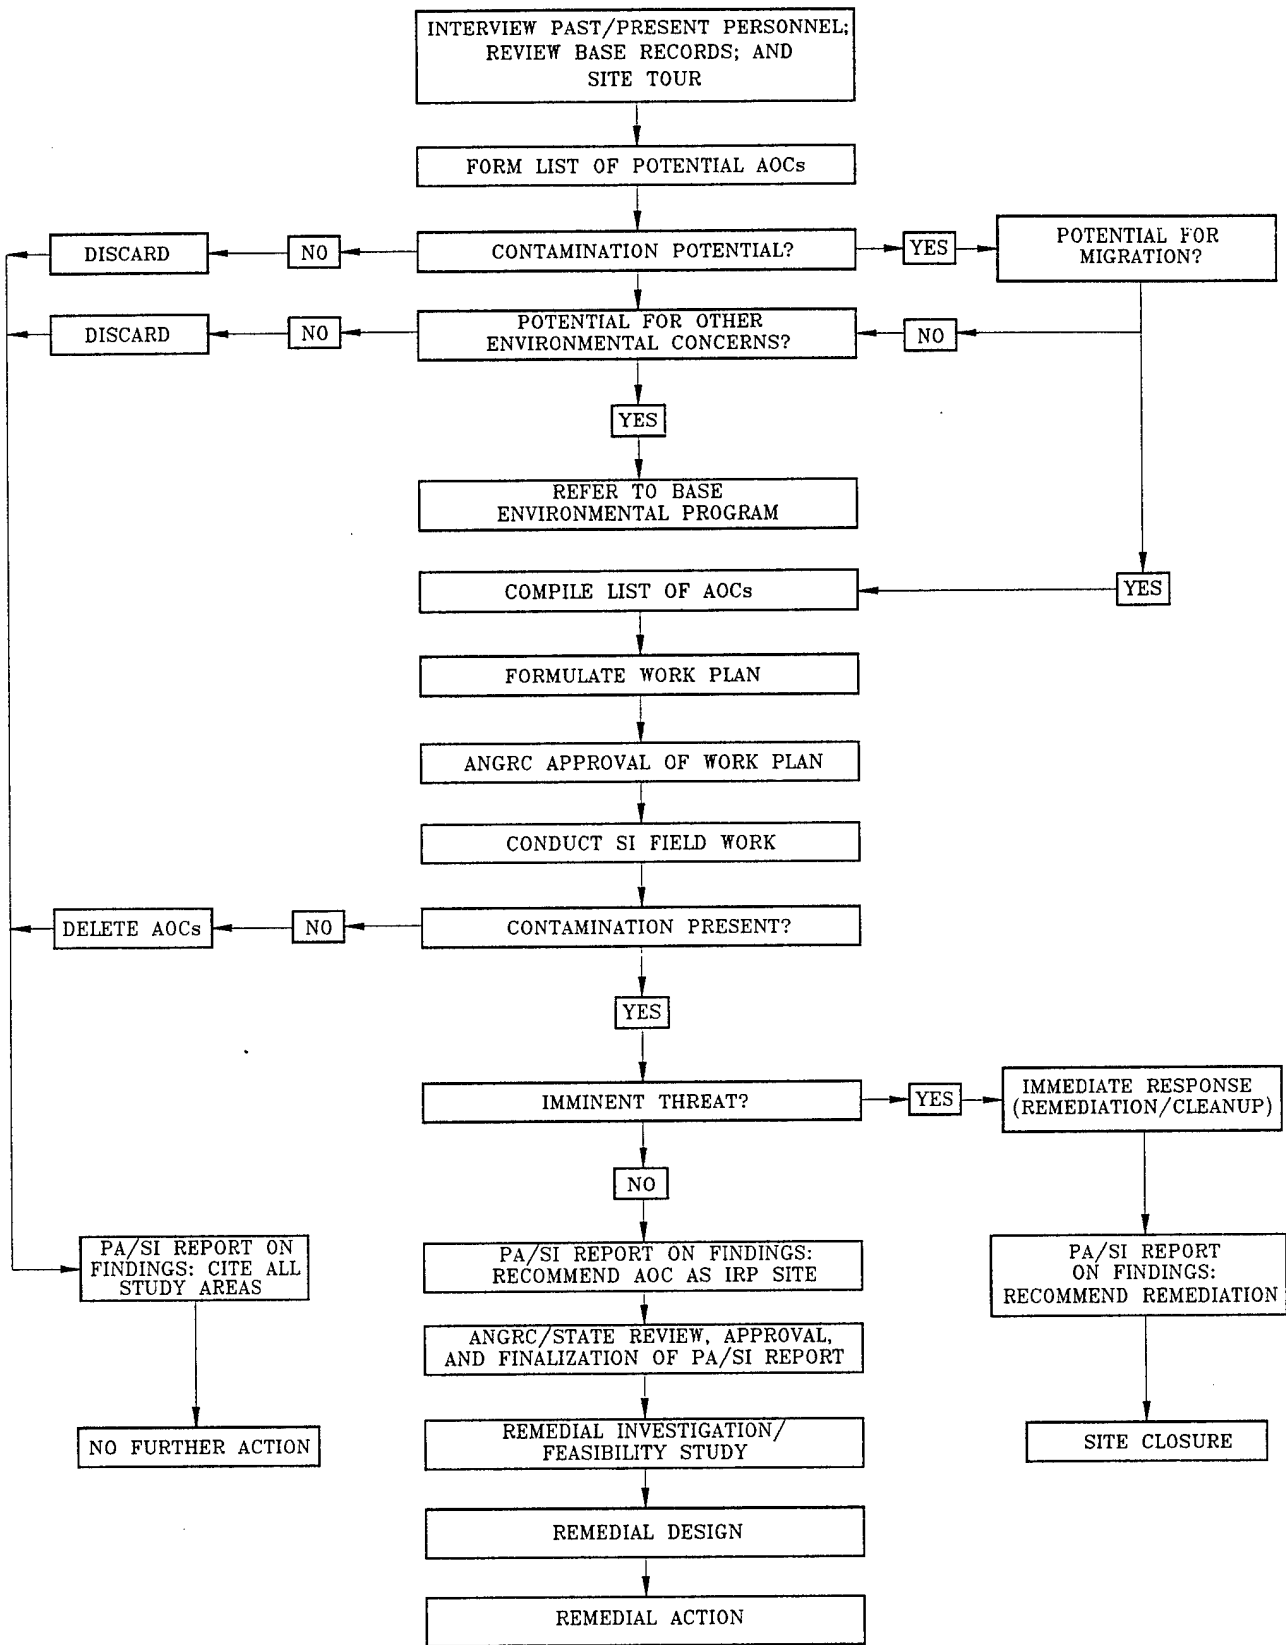 INTERVIEW PAST/PRESENT PERSONNEL;
REVIEW BASE RECORDS; AND
SITE TOUR
FORM LIST OF POTENTIAL AOCs
DISCARD
NO
CONTAMINATION POTENTIAL?
YES
POTENTIAL FOR
MIGRATION?
DISCARD
NO
POTENTIAL FOR OTHER
ENVIRONMENTAL CONCERNS?
NO
YES
REFER TO BASE
ENVIRONMENTAL PROGRAM
COMPILE LIST OF AOCs
YES
FORMULATE WORK PLAN
ANGRC APPROVAL OF WORK PLAN
CONDUCT SI FIELD WORK
DELETE AOCs
NO
CONTAMINATION PRESENT?
YES
IMMINENT THREAT?
YES
IMMEDIATE RESPONSE
(REMEDIATION/CLEANUP)
NO
PA/SI REPORT ON
FINDINGS: CITE ALL
STUDY AREAS
PA/SI REPORT ON FINDINGS:
RECOMMEND AOC AS IRP SITE
PA/SI REPORT
ON FINDINGS:
RECOMMEND REMEDIATION
ANGRC/STATE REVIEW, APPROVAL,
AND FINALIZATION OF PA/SI REPORT
NO FURTHER ACTION
REMEDIAL INVESTIGATION/
FEASIBILITY STUDY
SITE CLOSURE
REMEDIAL DESIGN
REMEDIAL ACTION